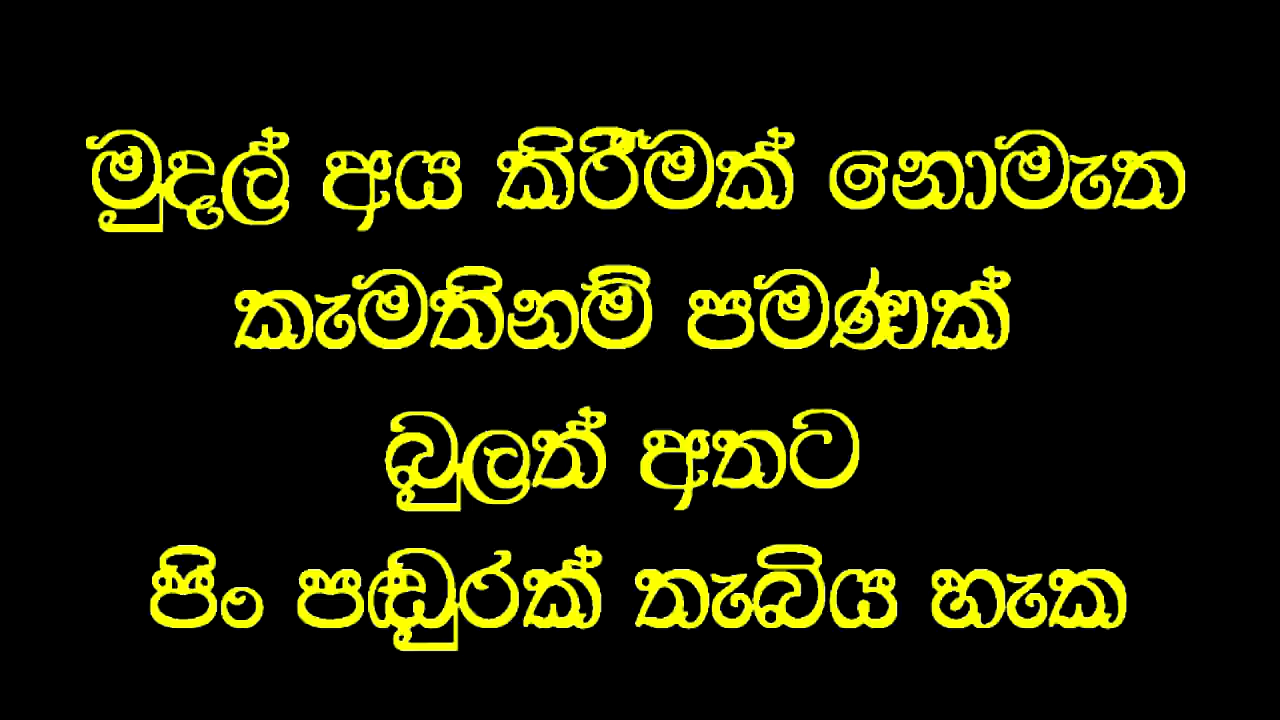 මුදල් අය කිරීමක් නොමැත
කැමතිනම් පමණක්
බුලත් අතට
පිං පඬුරක් තැබිය හැක